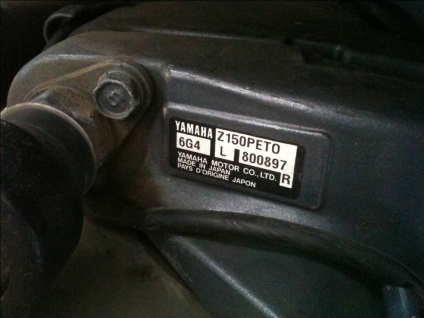 YAMAHA Z150PETO
6G4 L 800897 R
YAMAHA MOTOR CO., LTD.
MADE IN JAPAN
PAYS D'ORIGINE JAPON